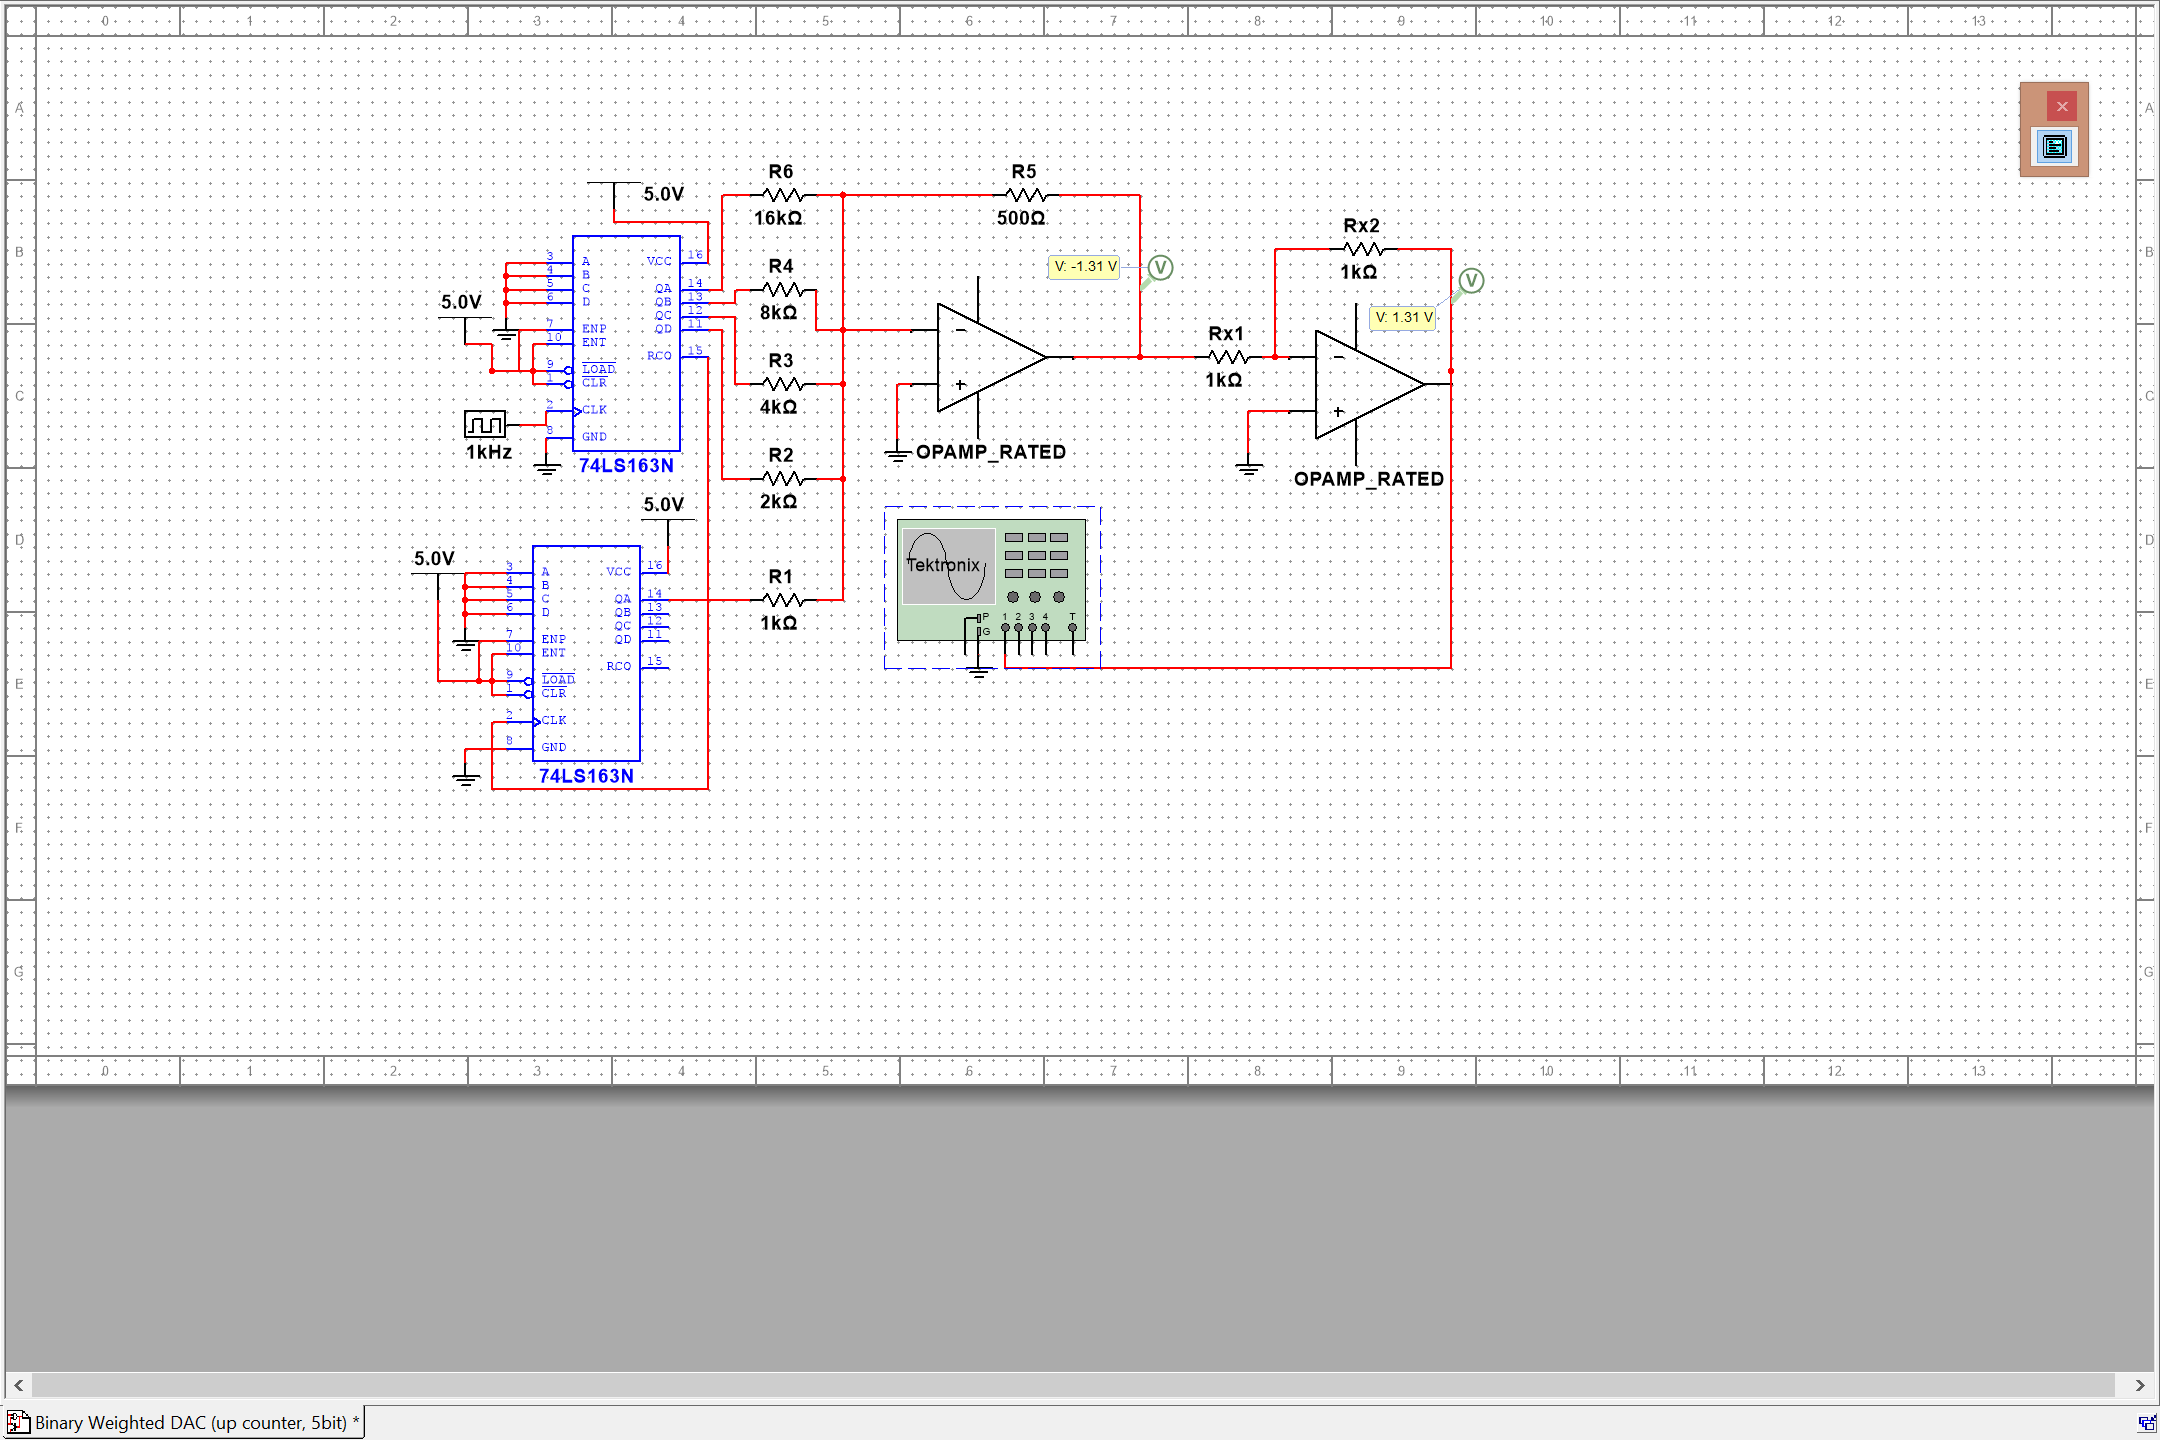 0 1 2 3 4 5 6 7 8 9 10 11 12 13
A A
B B
C C
D D
E E
F F
G G
5.0V
5.0V
3 A
4 B
5 C
6 D
7 ENP
10 ENT
9 LOAD
1 CLR
2 CLK
8 GND
VCC 16
QA 14
QB 13
QC 12
QD 11
RCO 15
74LS163N
1kHz
R6
16kΩ
R4
8kΩ
R3
4kΩ
R2
2kΩ
R1
1kΩ
R5
500Ω
V: -1.31 V
V
OPAMP_RATED
Rx1
1kΩ
Rx2
1kΩ
V: 1.31 V
V
OPAMP_RATED
5.0V
5.0V
3 A
4 B
5 C
6 D
7 ENP
10 ENT
9 LOAD
1 CLR
2 CLK
8 GND
VCC 16
QA 14
QB 13
QC 12
QD 11
RCO 15
74LS163N
Tektronix
P
G
1 2 3 4 T
0 1 2 3 4 5 6 7 8 9 10 11 12 13
Binary Weighted DAC (up counter, 5bit) *